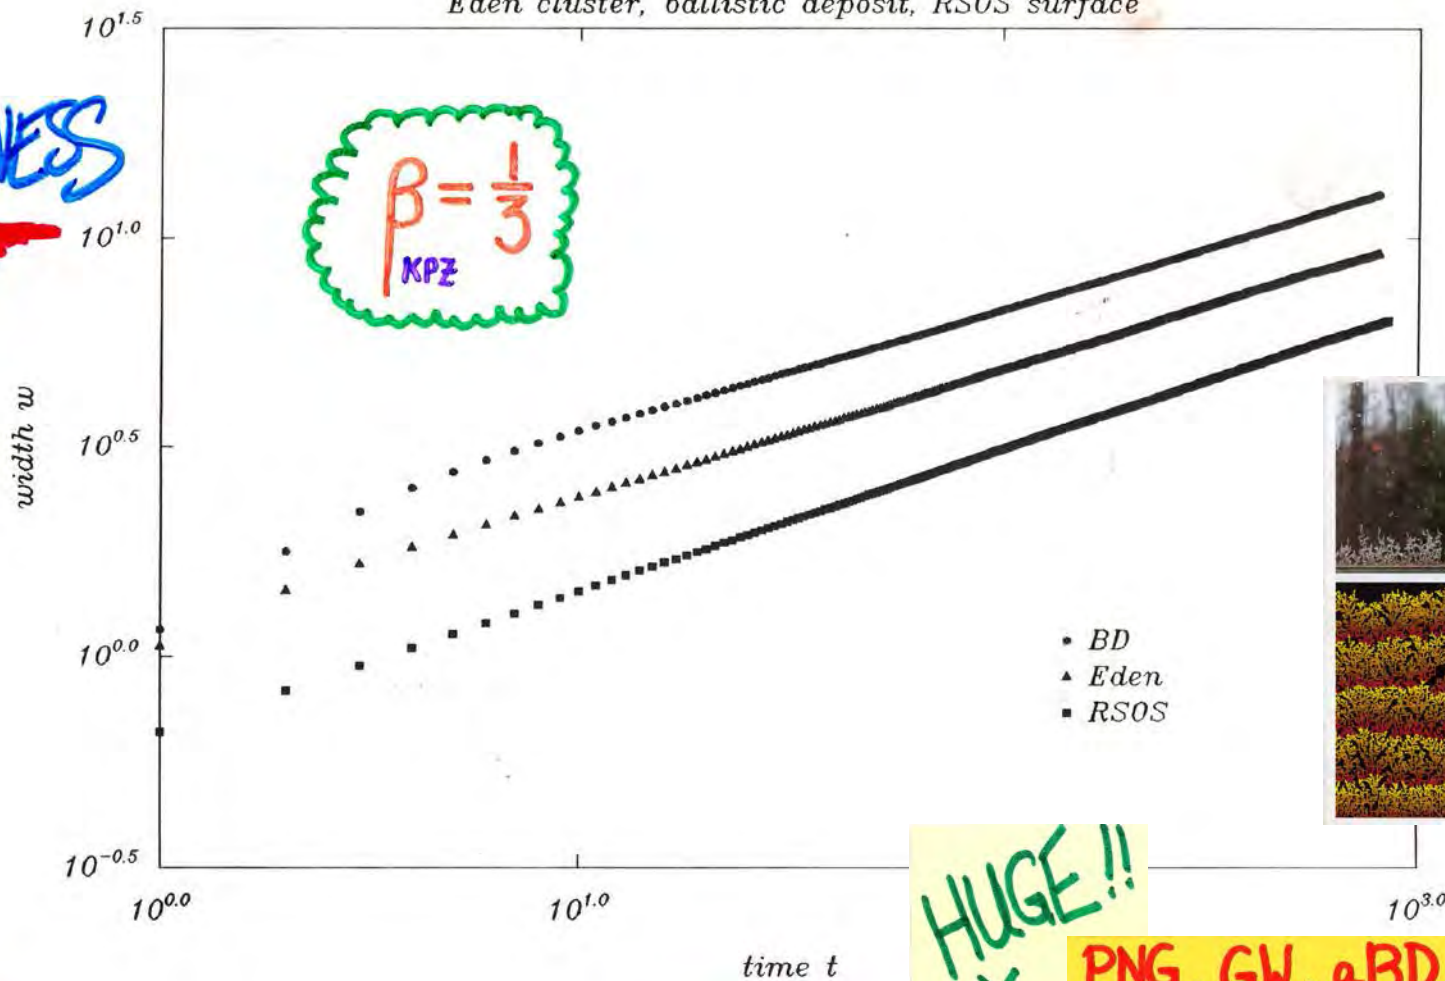 Eden cluster, ballistic deposit, RSOS surface
10^1.5
10^1.0
β = 1/3
KPZ
10^0.5
width w
10^0.0
• BD
▲ Eden
■ RSOS
10^-0.5
10^0.0
10^1.0
10^3.0
time t
HUGE!!
PNG GW aBD